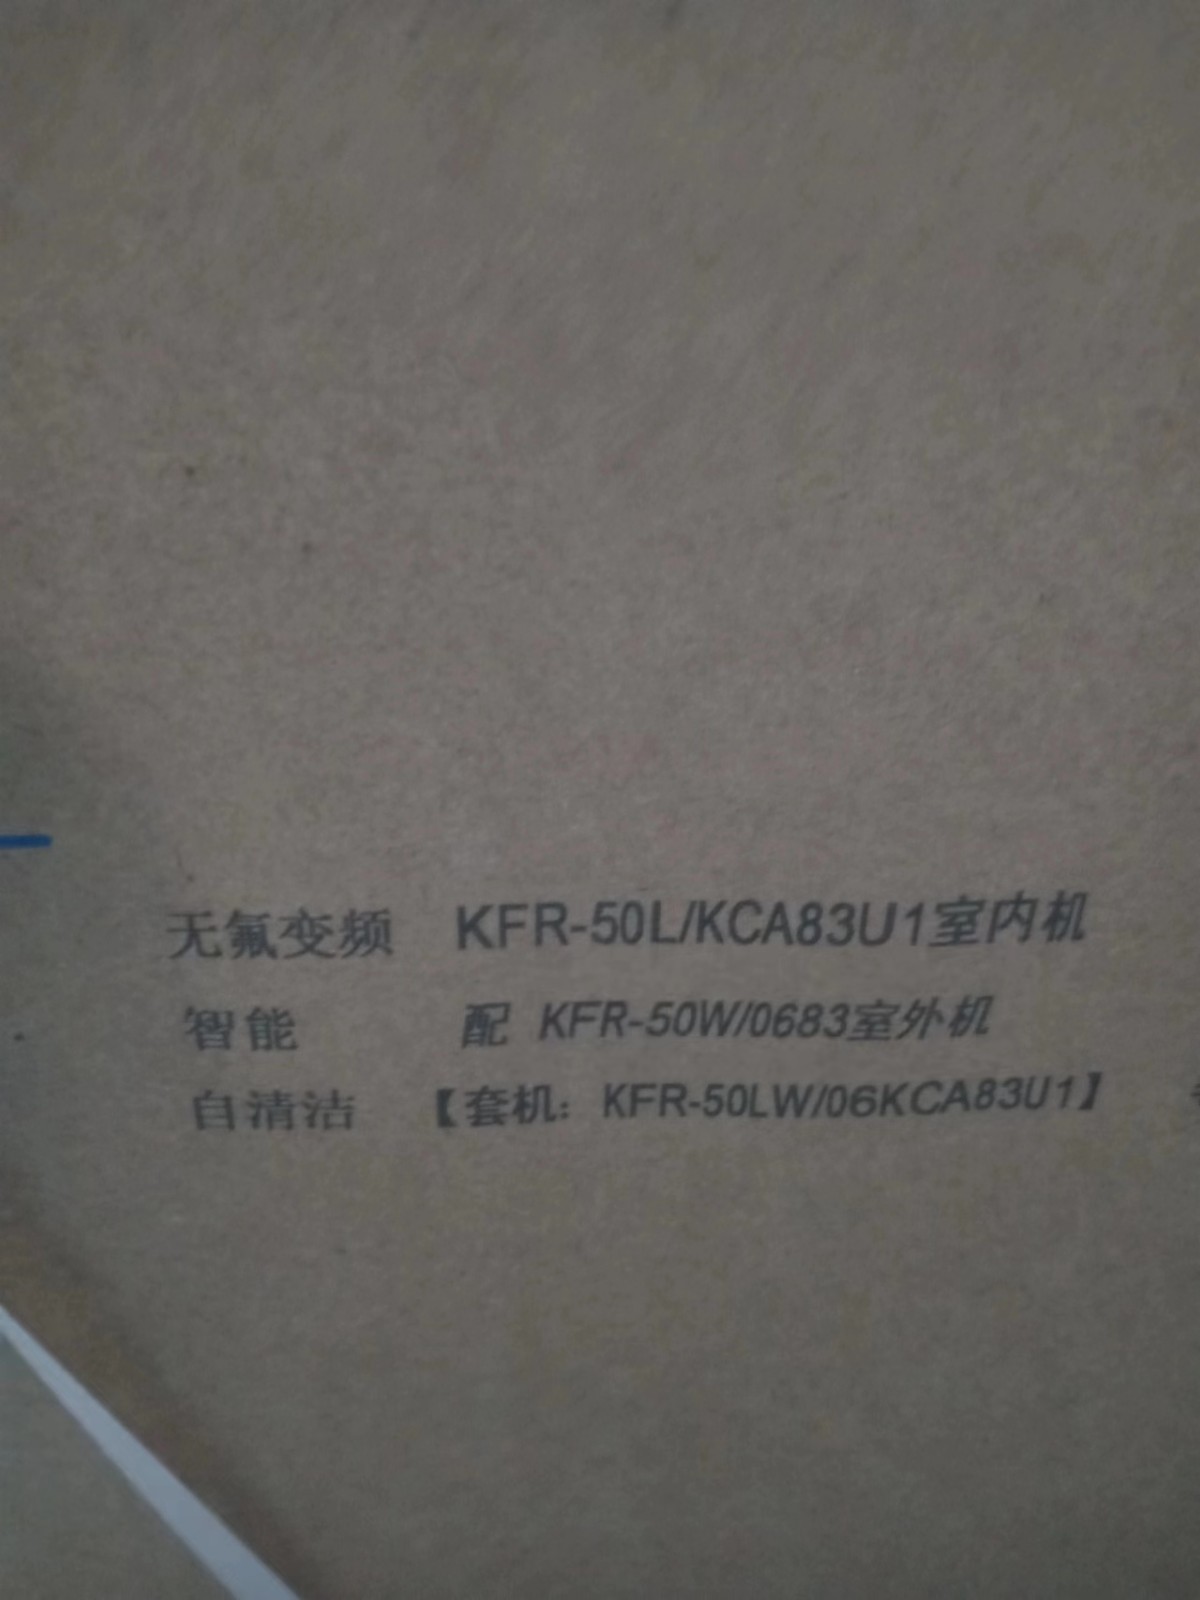 无氟变频 KFR-50L/KCA83U1室内机
智能 配 KFR-50W/0683室外机
自清洁 【套机：KFR-50LW/06KCA83U1】